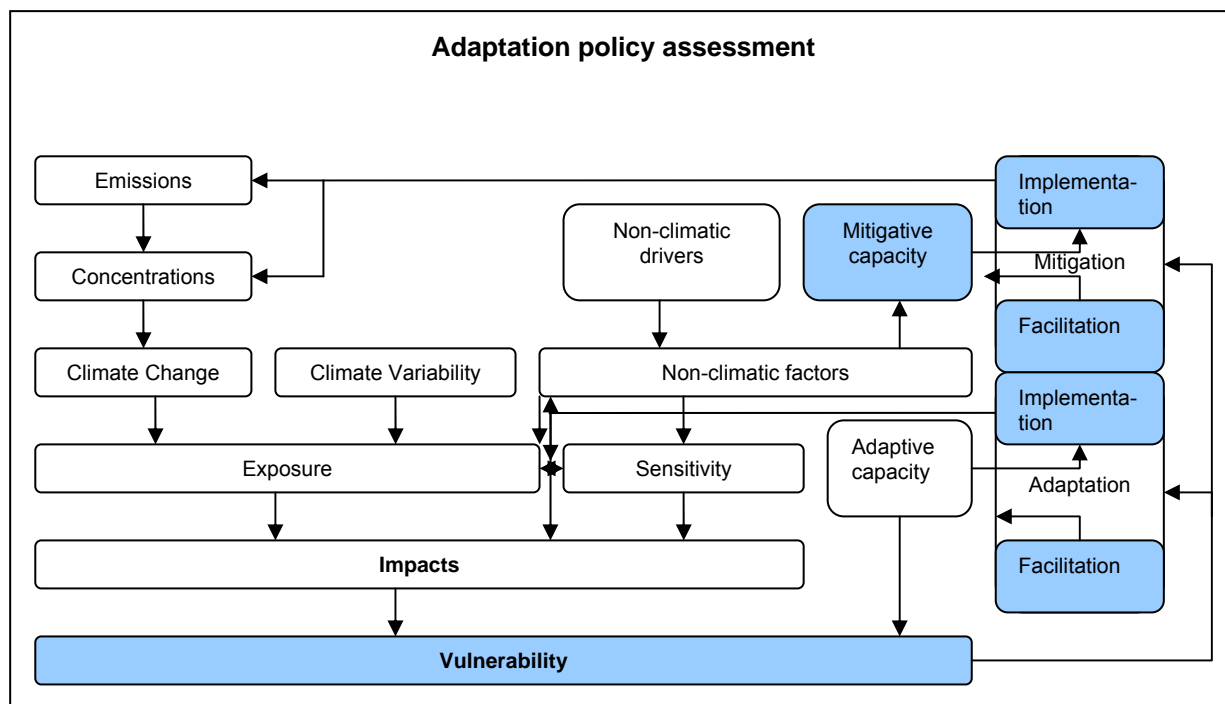 Adaptation policy assessment
Emissions
Implementa-
tion
Non-climatic
drivers
Mitigative
capacity
Concentrations
Mitigation
Facilitation
Climate Change
Climate Variability
Non-climatic factors
Implementa-
tion
Adaptive
capacity
Exposure
Sensitivity
Adaptation
Impacts
Facilitation
Vulnerability